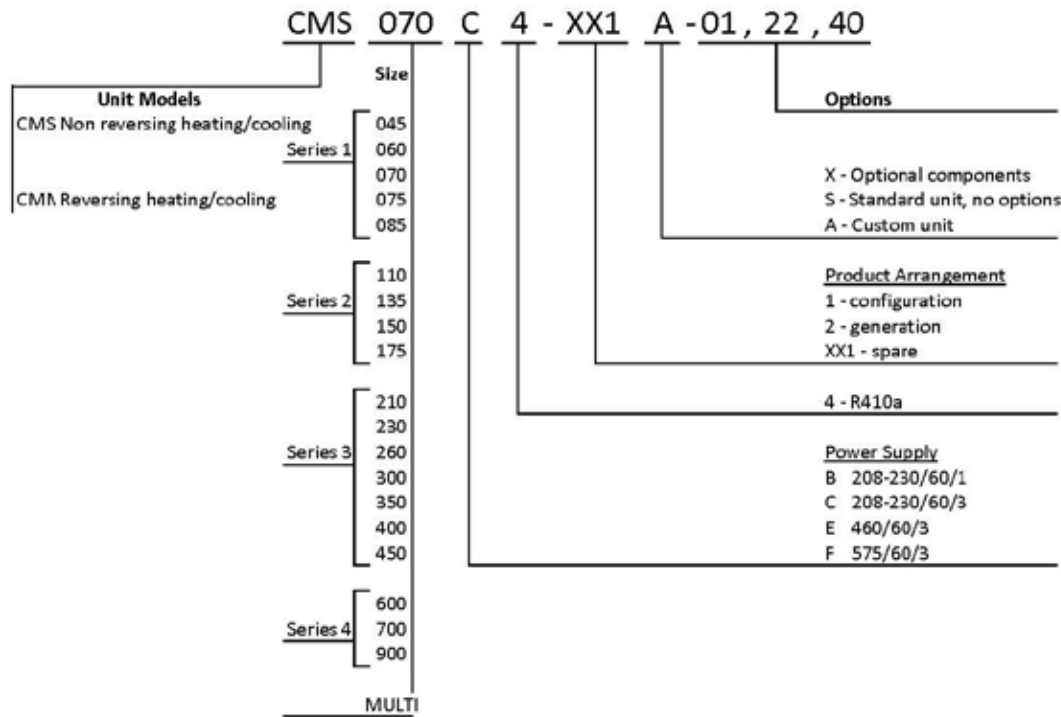 CMS 070 C 4 - XX1 A - 01 , 22 , 40
Size
Unit Models
CMS Non reversing heating/cooling
CMN Reversing heating/cooling
Series 1
045
060
070
075
085
Series 2
110
135
150
175
Series 3
210
230
260
300
350
400
450
Series 4
600
700
900
MULTI
Options
X - Optional components
S - Standard unit, no options
A - Custom unit
Product Arrangement
1 - configuration
2 - generation
XX1 - spare
4 - R410a
Power Supply
B 208-230/60/1
C 208-230/60/3
E 460/60/3
F 575/60/3